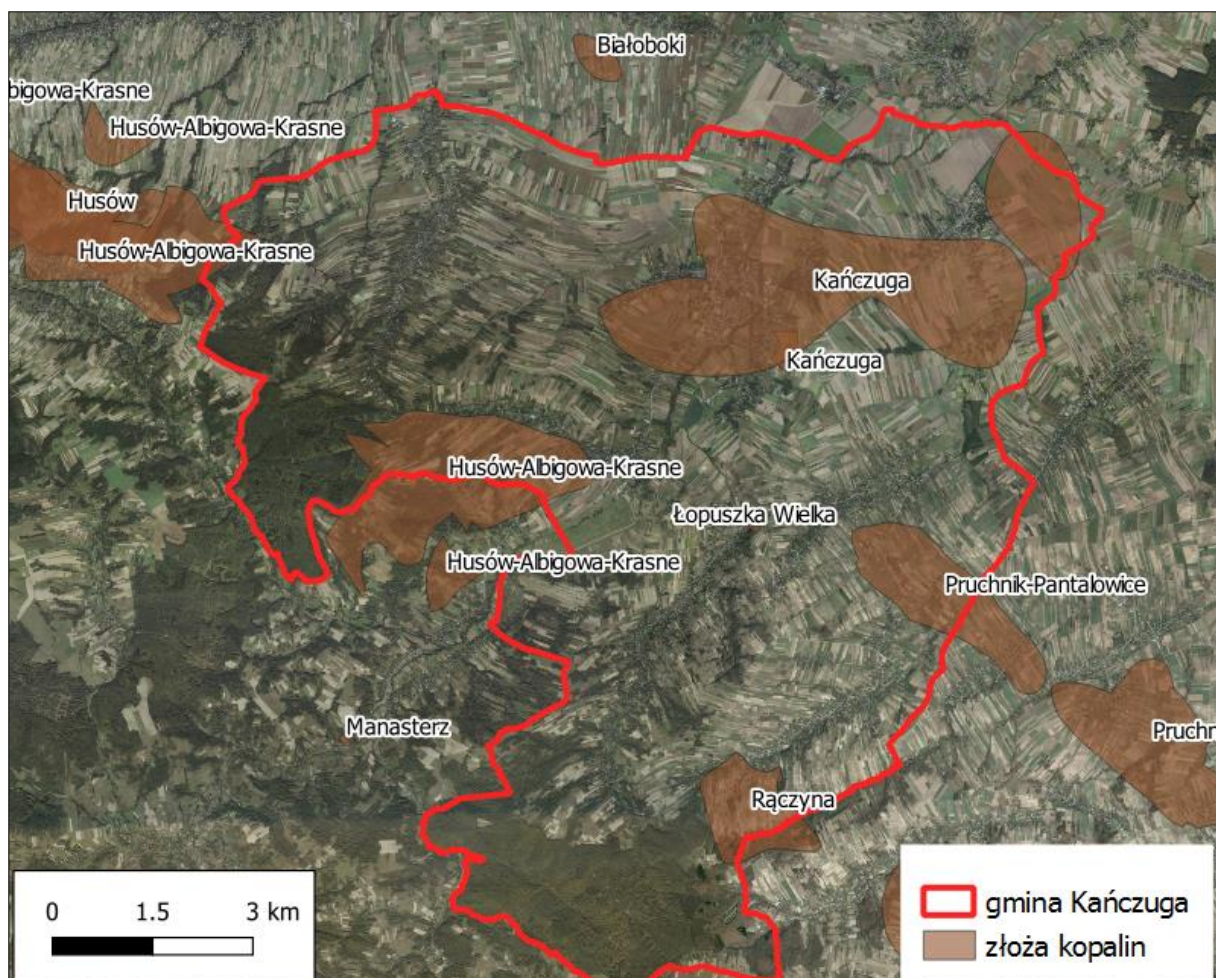 Białoboki
bigowa-Krasne
Husów-Albigowa-Krasne
Husów
Husów-Albigowa-Krasne
Kańczuga
Kańczuga
Husów-Albigowa-Krasne
Łopuszka Wielka
Husów-Albigowa-Krasne
Pruchnik-Pantalowice
Manasterz
Pruchn
Rączyna
0 1.5 3 km
gmina Kańczuga
złoża kopalin